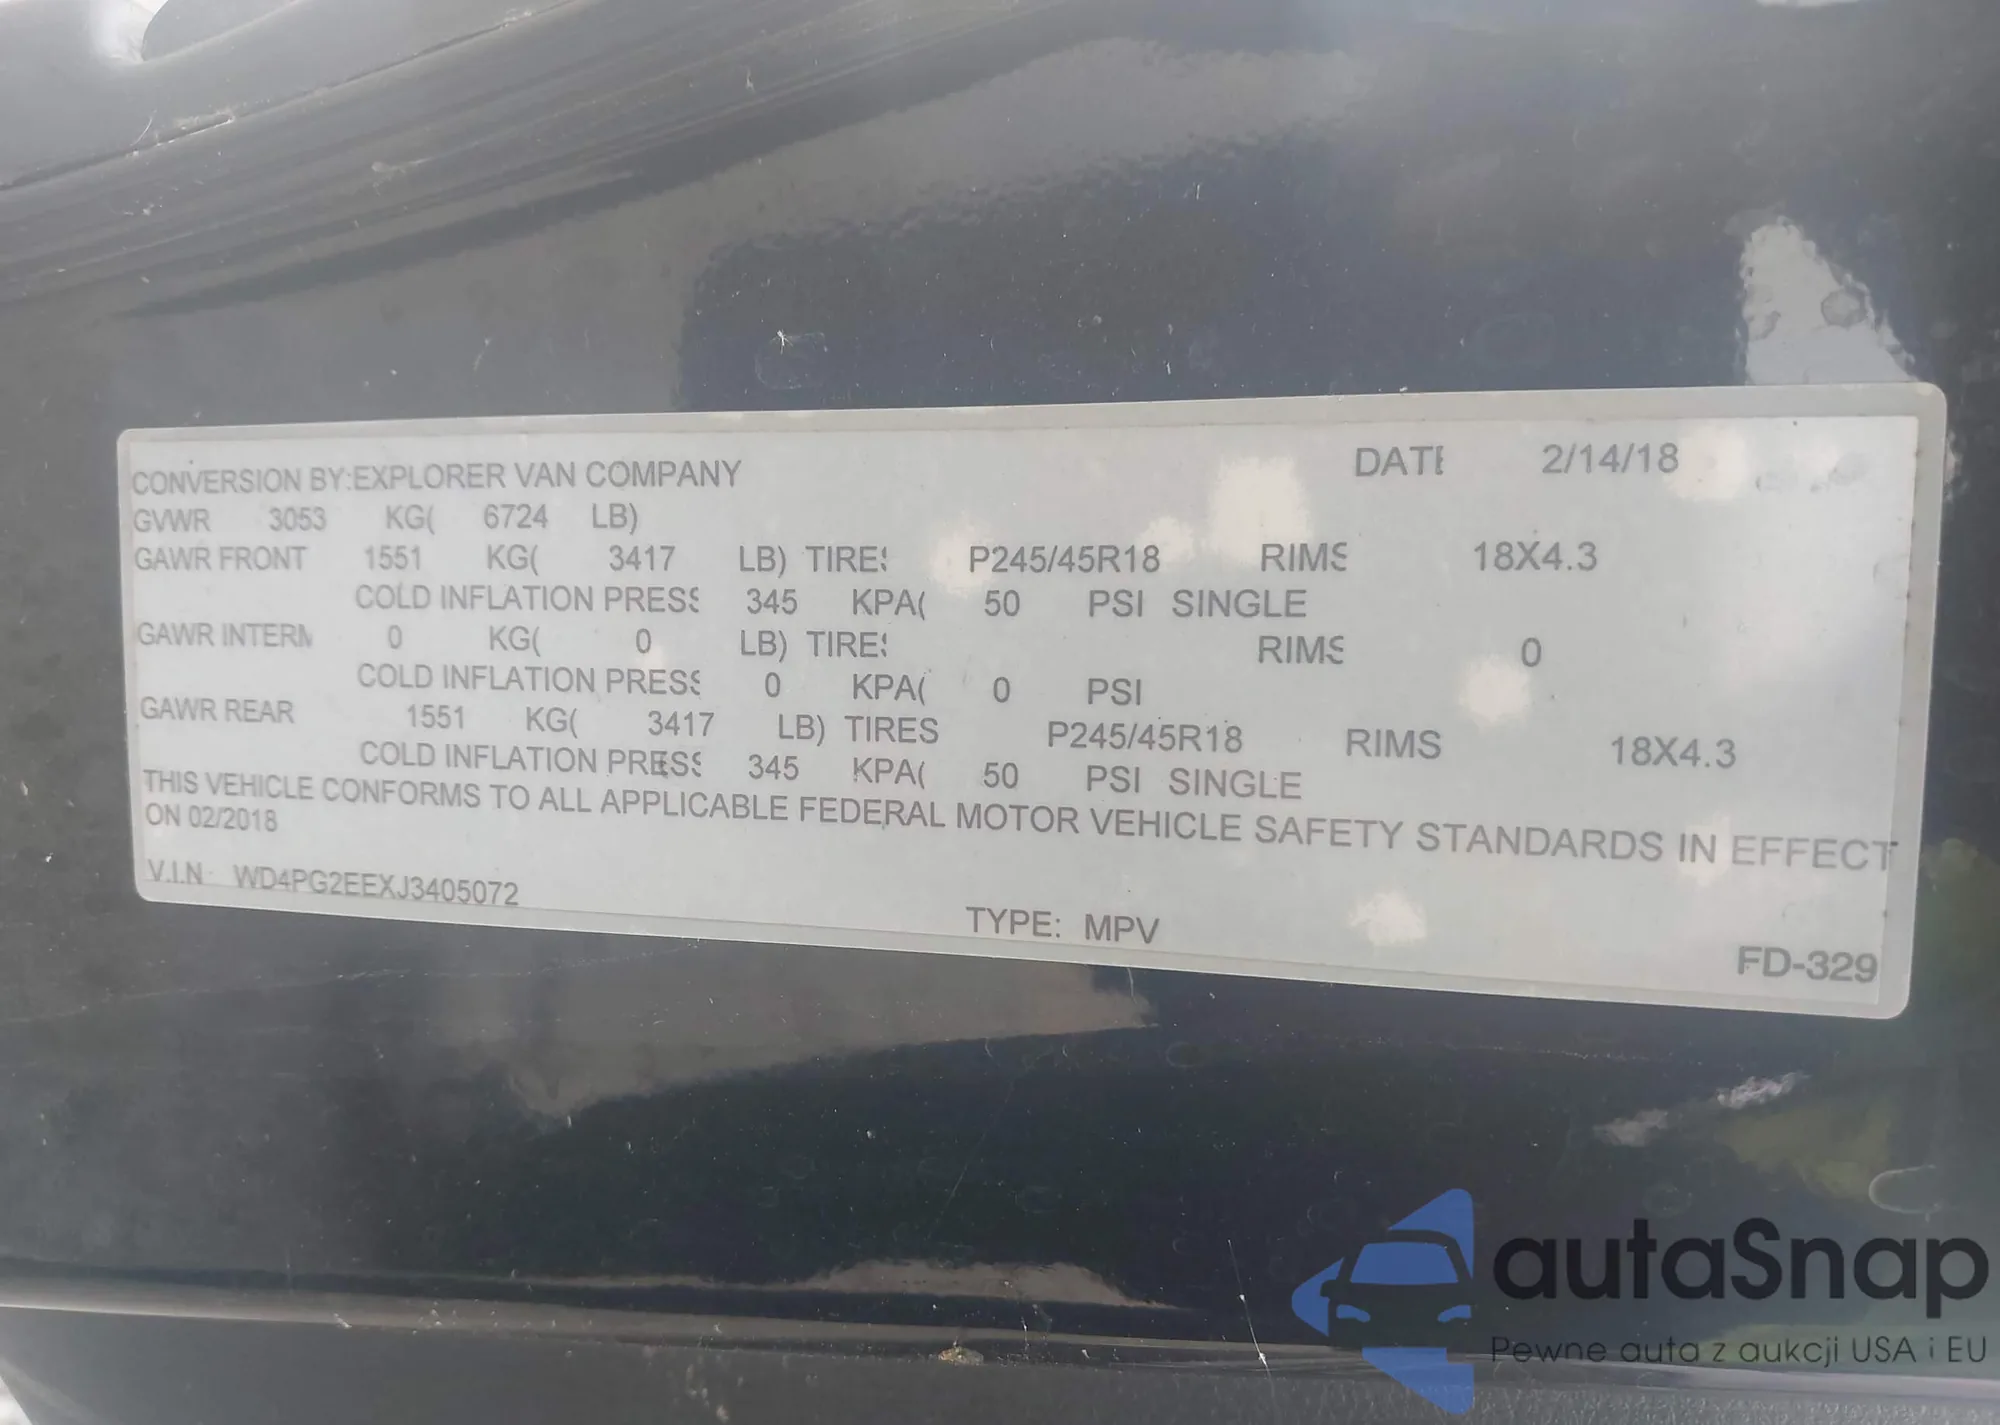 CONVERSION BY:EXPLORER VAN COMPANY DATE 2/14/18
GVWR 3053 KG( 6724 LB)
GAWR FRONT 1551 KG( 3417 LB) TIRES P245/45R18 RIMS 18X4.3
COLD INFLATION PRESS 345 KPA( 50 PSI SINGLE
GAWR INTERM 0 KG( 0 LB) TIRES RIMS 0
COLD INFLATION PRESS 0 KPA( 0 PSI
GAWR REAR 1551 KG( 3417 LB) TIRES P245/45R18 RIMS 18X4.3
COLD INFLATION PRESS 345 KPA( 50 PSI SINGLE
THIS VEHICLE CONFORMS TO ALL APPLICABLE FEDERAL MOTOR VEHICLE SAFETY STANDARDS IN EFFECT
ON 02/2018
V.I.N: WD4PG2EEXJ3405072
TYPE: MPV
FD-329
autaSnap
Pewne auta z aukcji USA i EU